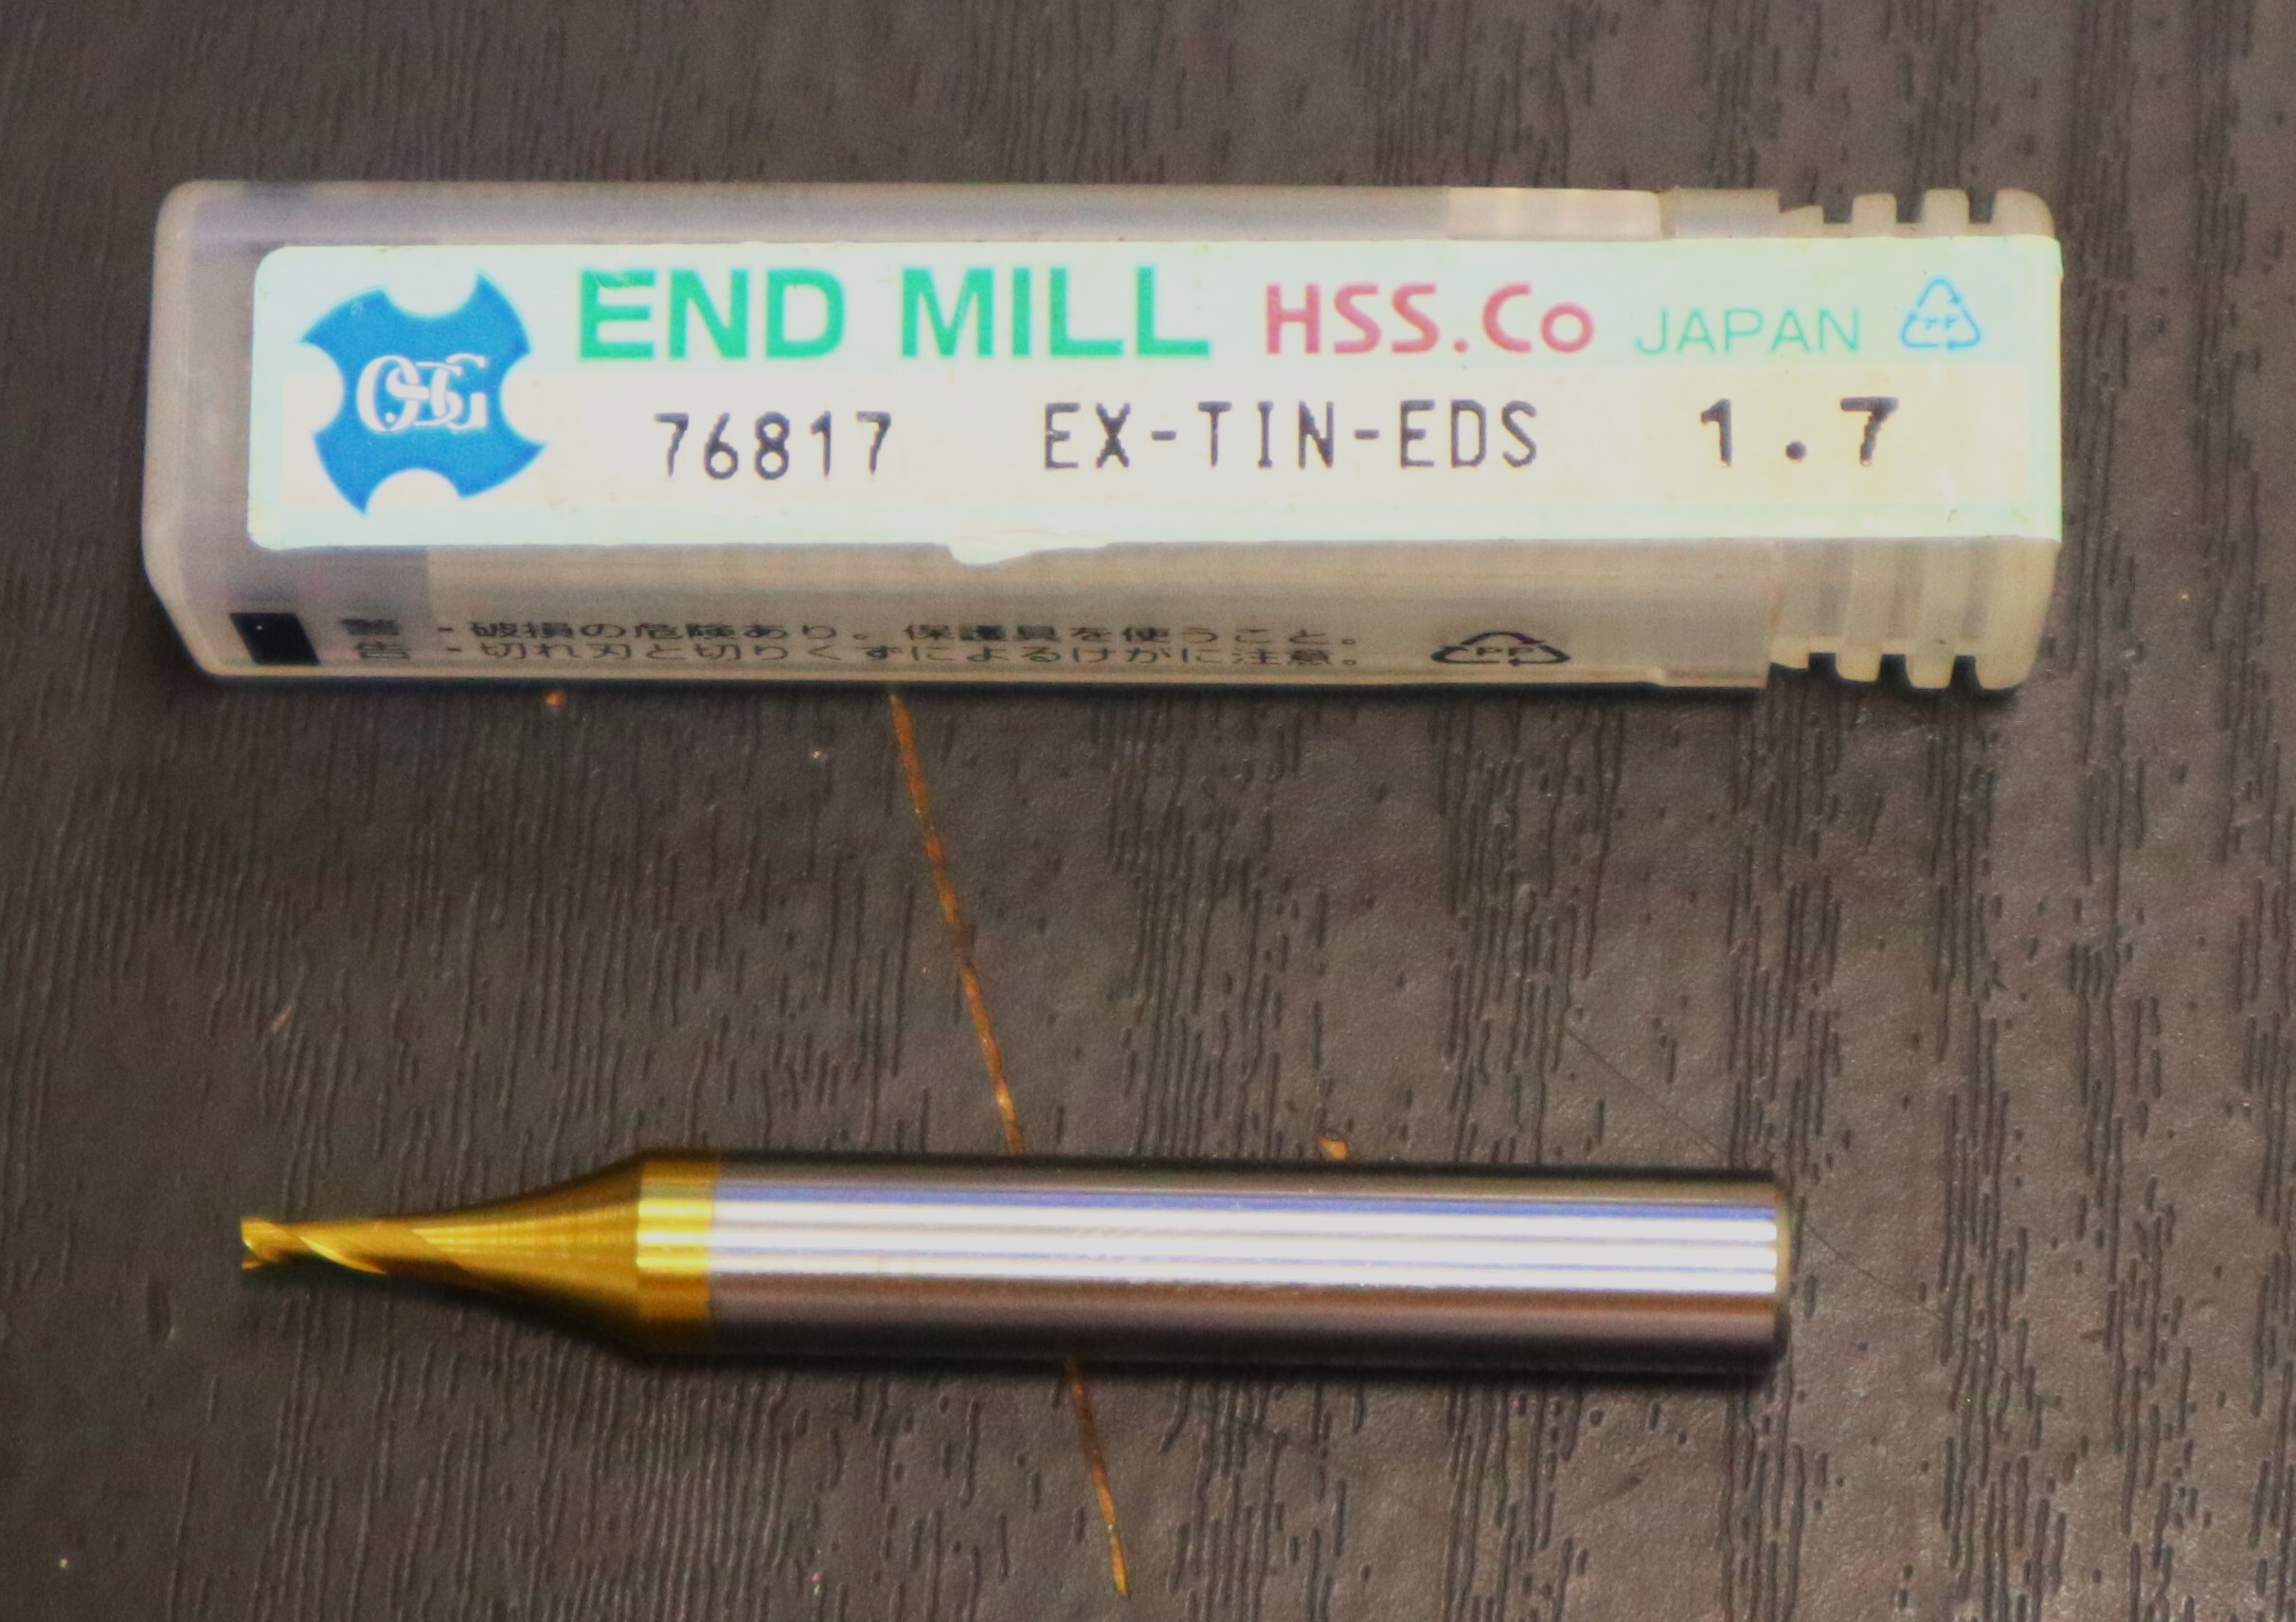 OSG
END MILL HSS.Co JAPAN PP
76817 EX-TIN-EDS 1.7
警告 ・破損の危険あり。保護具を使うこと。
・切れ刃と切りくずによるけがに注意。
PP